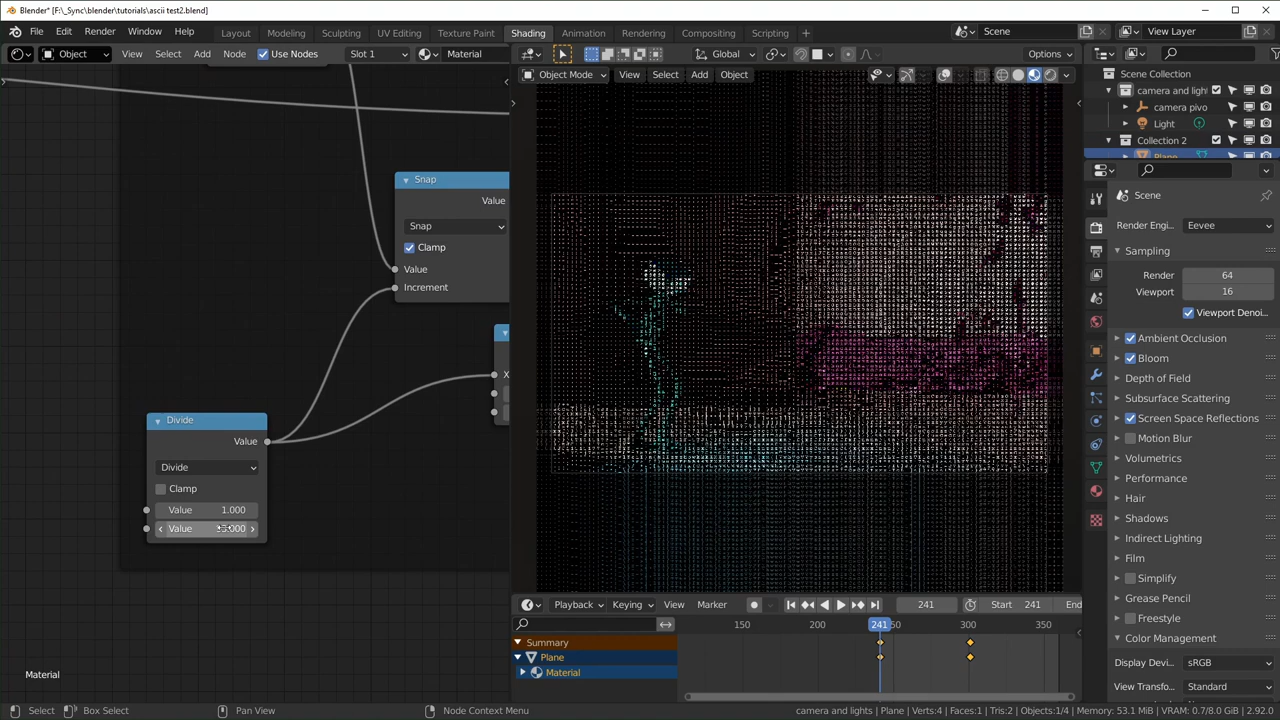 Blender* [F:\_Sync\blender\tutorials\ascii test2.blend]
File Edit Render Window Help Layout Modeling Sculpting UV Editing Texture Paint Shading Animation Rendering Compositing Scripting + Scene View Layer
Object View Select Add Node Use Nodes Slot 1 Material Global Options
Object Mode View Select Add Object
Scene Collection
camera and ligh
camera pivo
Light
Collection 2
Plane
Scene
Render Engi... Eevee
Sampling
Render 64
Viewport 16
Viewport Denoi...
Ambient Occlusion
Bloom
Depth of Field
Subsurface Scattering
Screen Space Reflections
Motion Blur
Volumetrics
Performance
Hair
Shadows
Indirect Lighting
Film
Simplify
Grease Pencil
Freestyle
Color Management
Display Devi... sRGB
View Transfo... Standard
Snap
Value
Snap
Clamp
Value
Increment
X
Divide
Value
Divide
Clamp
Value 1.000
Value
Material
Playback Keying View Marker 241 Start 241 End
150 200 241 50 300 350
Summary
Plane
Material
Select Box Select Pan View Node Context Menu camera and lights | Plane | Verts:4 | Faces:1 | Tris:2 | Objects:1/4 | Memory: 53.1 MiB | VRAM: 0.7/8.0 GiB | 2.92.0